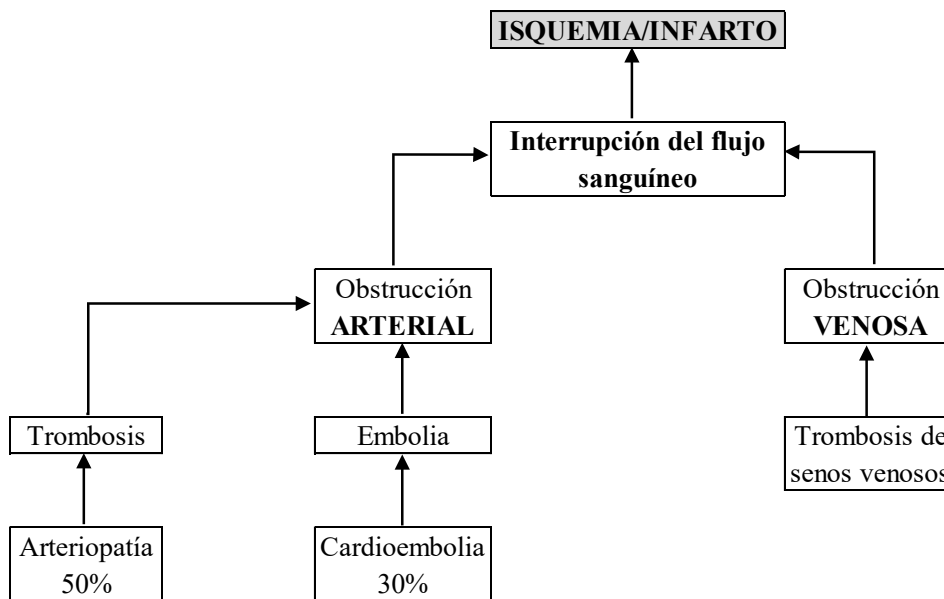 ISQUEMIA/INFARTO
Interrupción del flujo
sanguíneo
Obstrucción
ARTERIAL
Obstrucción
VENOSA
Trombosis
Embolia
Trombosis de
senos venosos
Arteriopatía
50%
Cardioembolia
30%